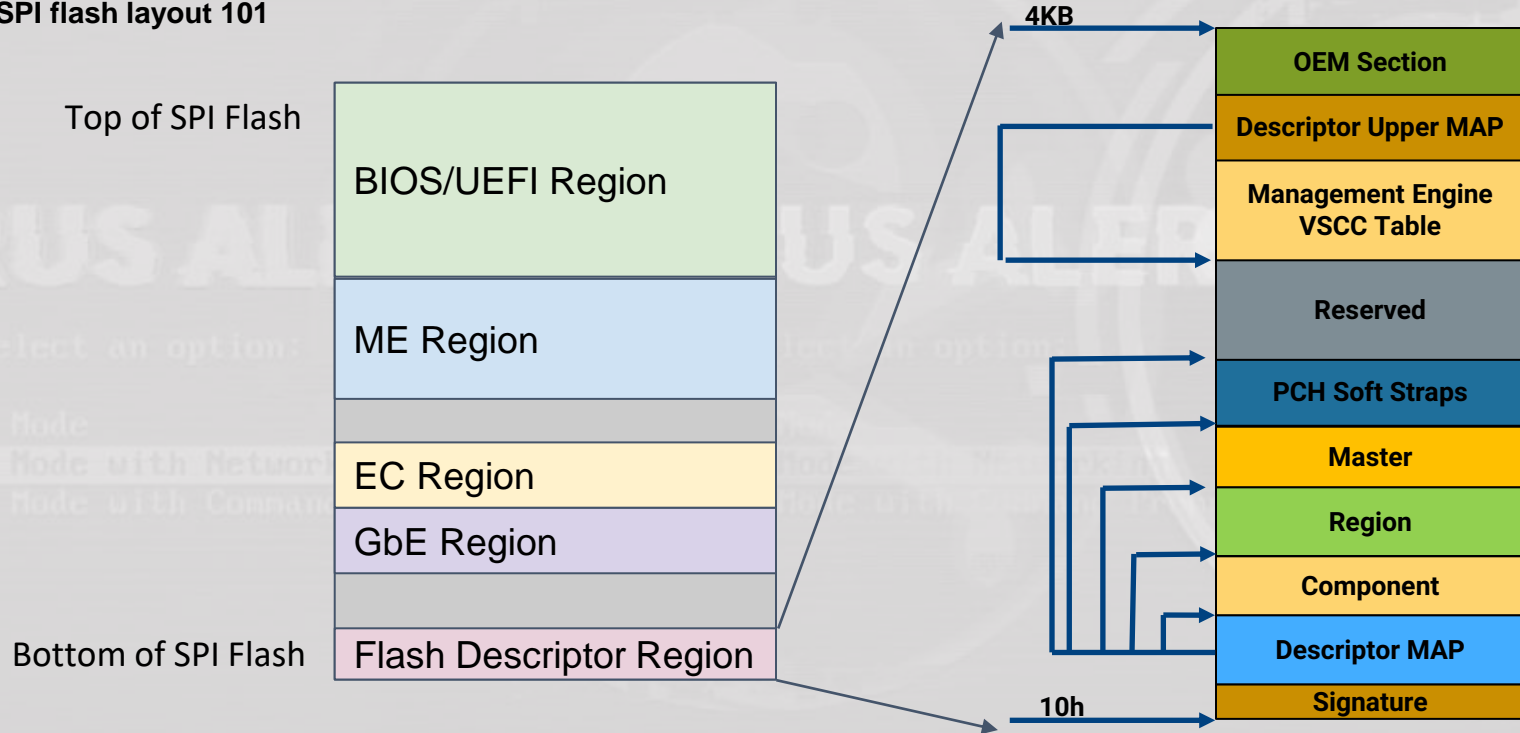 SPI flash layout 101
Top of SPI Flash
BIOS/UEFI Region
ME Region
EC Region
GbE Region
Bottom of SPI Flash
Flash Descriptor Region
4KB
OEM Section
Descriptor Upper MAP
Management Engine
VSCC Table
Reserved
PCH Soft Straps
Master
Region
Component
Descriptor MAP
10h
Signature